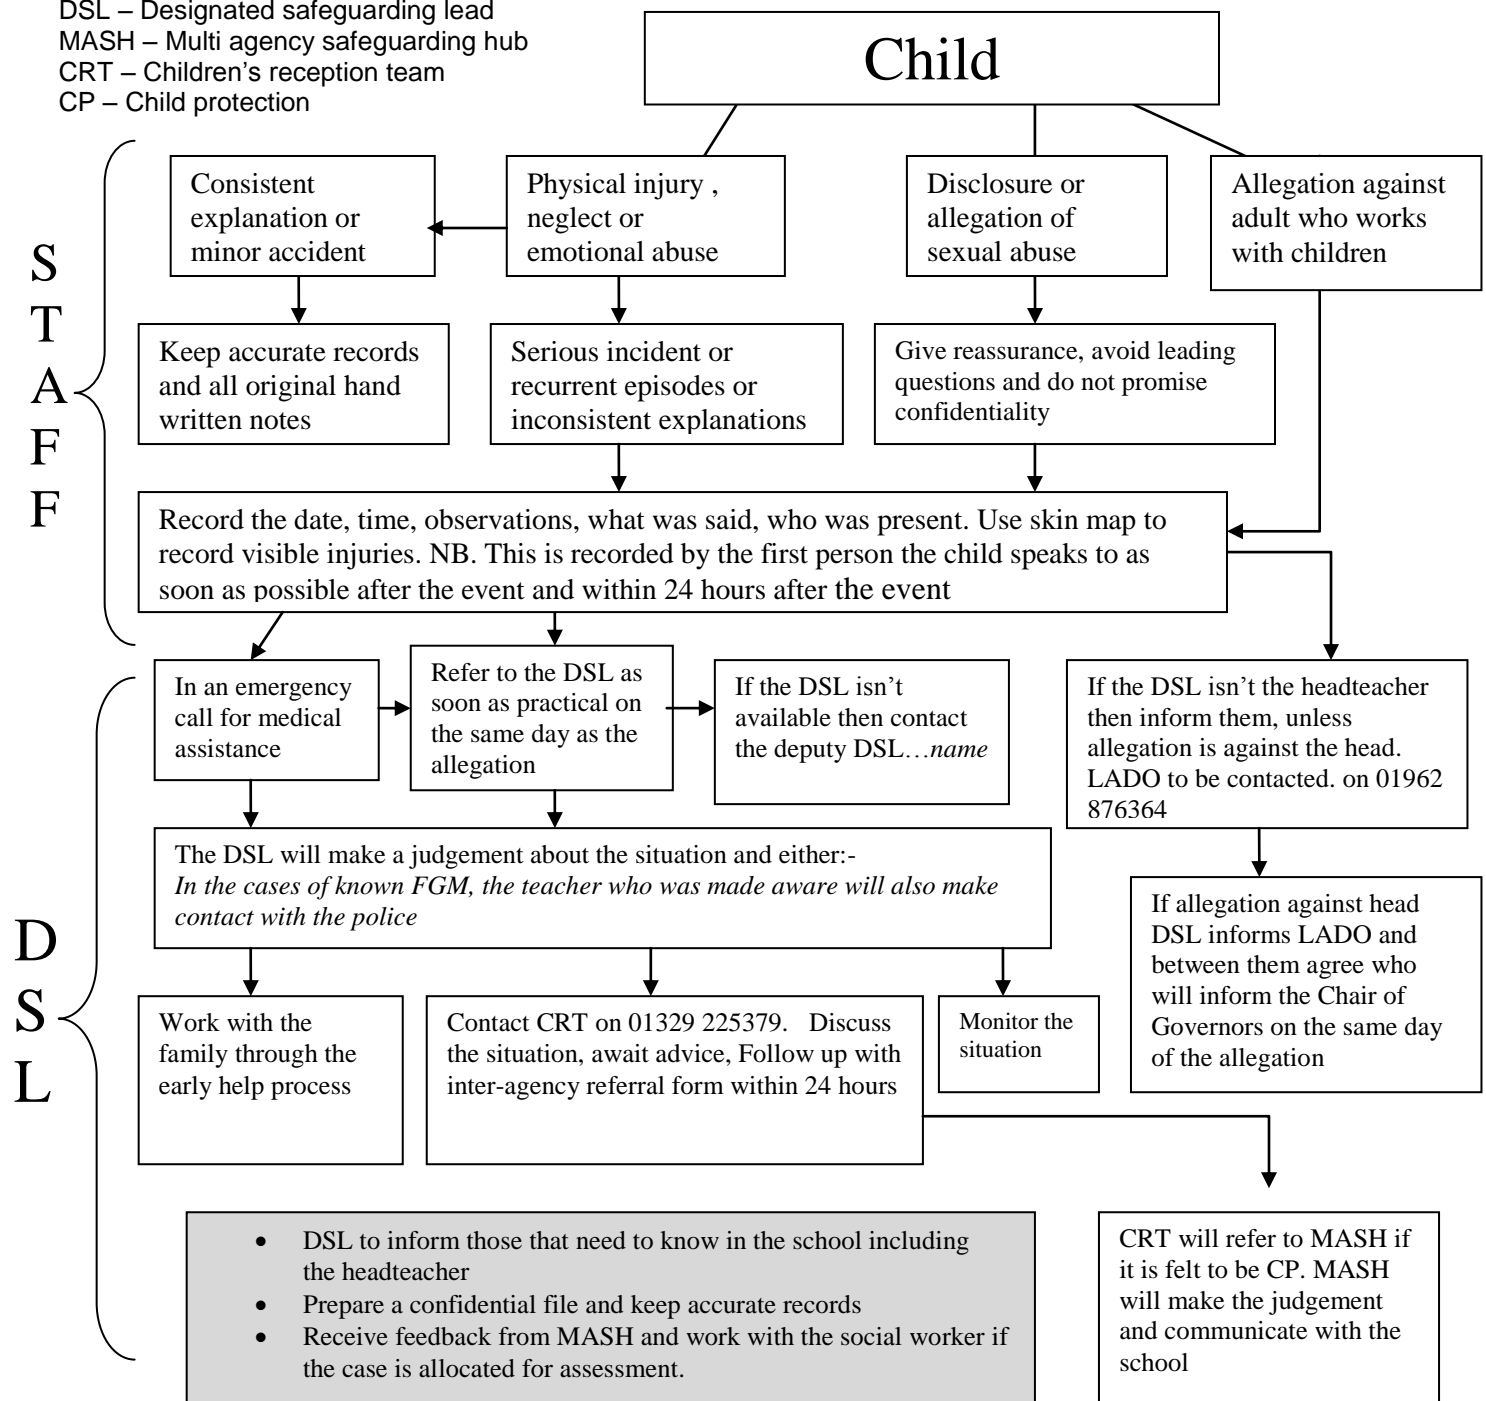 DSL – Designated safeguarding lead
MASH – Multi agency safeguarding hub
CRT – Children's reception team
CP – Child protection
Child
S
T
A
F
F
Consistent
explanation or
minor accident
Physical injury ,
neglect or
emotional abuse
Disclosure or
allegation of
sexual abuse
Allegation against
adult who works
with children
Keep accurate records
and all original hand
written notes
Serious incident or
recurrent episodes or
inconsistent explanations
Give reassurance, avoid leading
questions and do not promise
confidentiality
Record the date, time, observations, what was said, who was present. Use skin map to
record visible injuries. NB. This is recorded by the first person the child speaks to as
soon as possible after the event and within 24 hours after the event
D
S
L
In an emergency
call for medical
assistance
Refer to the DSL as
soon as practical on
the same day as the
allegation
If the DSL isn't
available then contact
the deputy DSL…name
If the DSL isn't the headteacher
then inform them, unless
allegation is against the head.
LADO to be contacted. on 01962
876364
The DSL will make a judgement about the situation and either:-
In the cases of known FGM, the teacher who was made aware will also make
contact with the police
If allegation against head
DSL informs LADO and
between them agree who
will inform the Chair of
Governors on the same day
of the allegation
Work with the
family through the
early help process
Contact CRT on 01329 225379.   Discuss
the situation, await advice, Follow up with
inter-agency referral form within 24 hours
Monitor the
situation
• DSL to inform those that need to know in the school including
the headteacher
• Prepare a confidential file and keep accurate records
• Receive feedback from MASH and work with the social worker if
the case is allocated for assessment.
CRT will refer to MASH if
it is felt to be CP. MASH
will make the judgement
and communicate with the
school